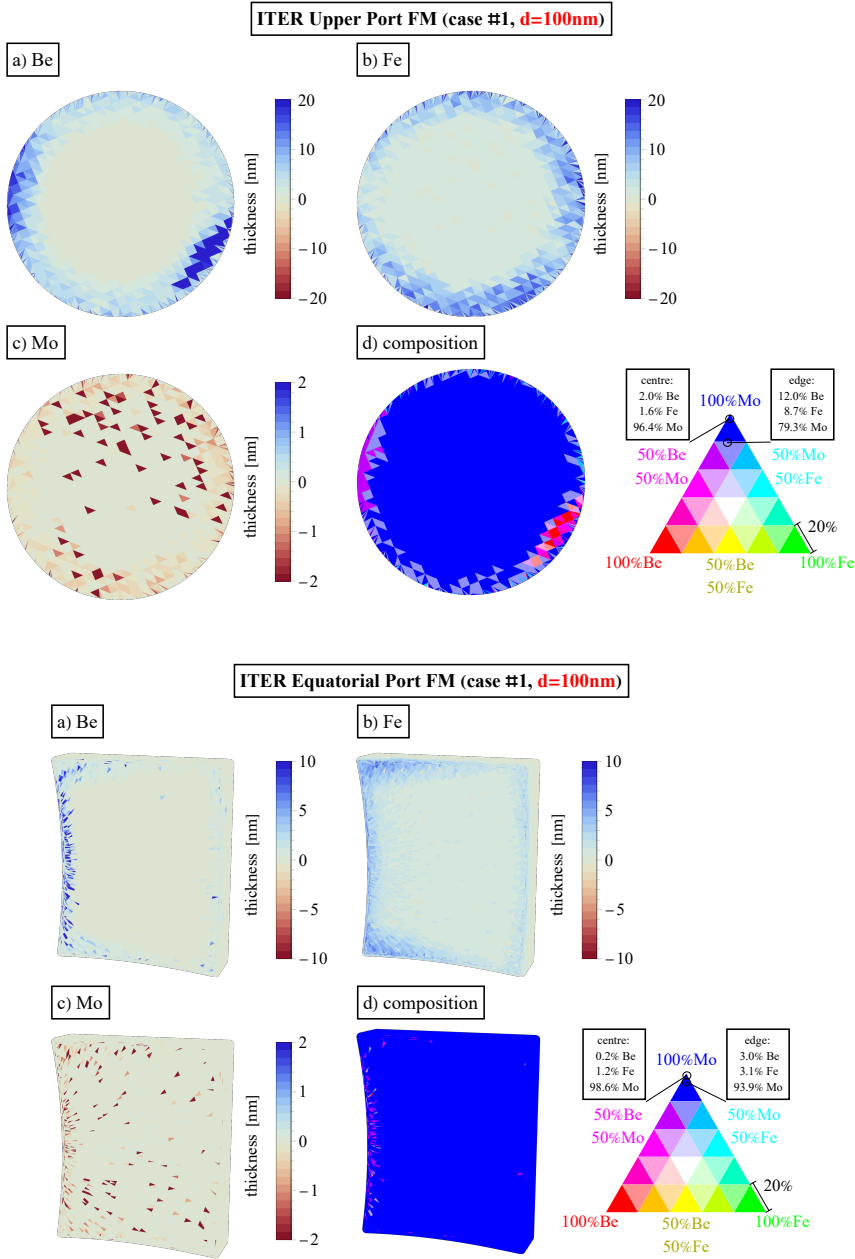 ITER Upper Port FM (case #1, d=100nm)
a) Be
b) Fe
20
10
0
−10
−20
thickness [nm]
20
10
0
−10
−20
thickness [nm]
c) Mo
d) composition
2
1
0
−1
−2
thickness [nm]
centre:
2.0% Be
1.6% Fe
96.4% Mo
edge:
12.0% Be
8.7% Fe
79.3% Mo
100%Mo
50%Be
50%Mo
50%Mo
50%Fe
20%
100%Be
50%Be
50%Fe
100%Fe
ITER Equatorial Port FM (case #1, d=100nm)
a) Be
b) Fe
10
5
0
−5
−10
thickness [nm]
10
5
0
−5
−10
thickness [nm]
c) Mo
d) composition
2
1
0
−1
−2
thickness [nm]
centre:
0.2% Be
1.2% Fe
98.6% Mo
edge:
3.0% Be
3.1% Fe
93.9% Mo
100%Mo
50%Be
50%Mo
50%Mo
50%Fe
20%
100%Be
50%Be
50%Fe
100%Fe